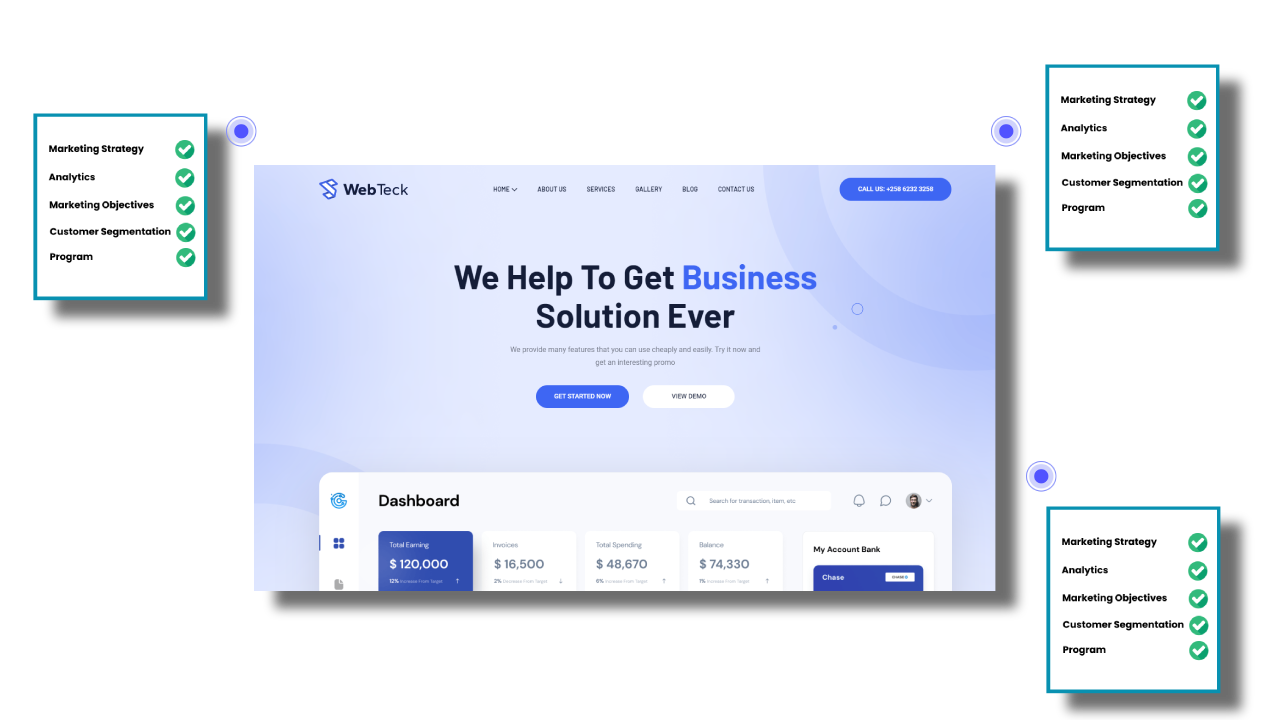 Marketing Strategy
Analytics
Marketing Objectives
Customer Segmentation
Program
WebTeck
HOME
ABOUT US
SERVICES
GALLERY
BLOG
CONTACT US
CALL US: +258 6232 3258
We Help To Get Business
Solution Ever
We provide many features that you can use cheaply and easily. Try it now and
get an interesting promo
GET STARTED NOW
VIEW DEMO
Dashboard
Search for transaction, item, etc
Total Earning
$ 120,000
12% Increase From Target
Invoices
$ 16,500
2% Increase From Target
Total Spending
$ 48,670
6% Increase From Target
Balance
$ 74,330
1% Increase From Target
My Account Bank
Chase
CHASE
Marketing Strategy
Analytics
Marketing Objectives
Customer Segmentation
Program
Marketing Strategy
Analytics
Marketing Objectives
Customer Segmentation
Program